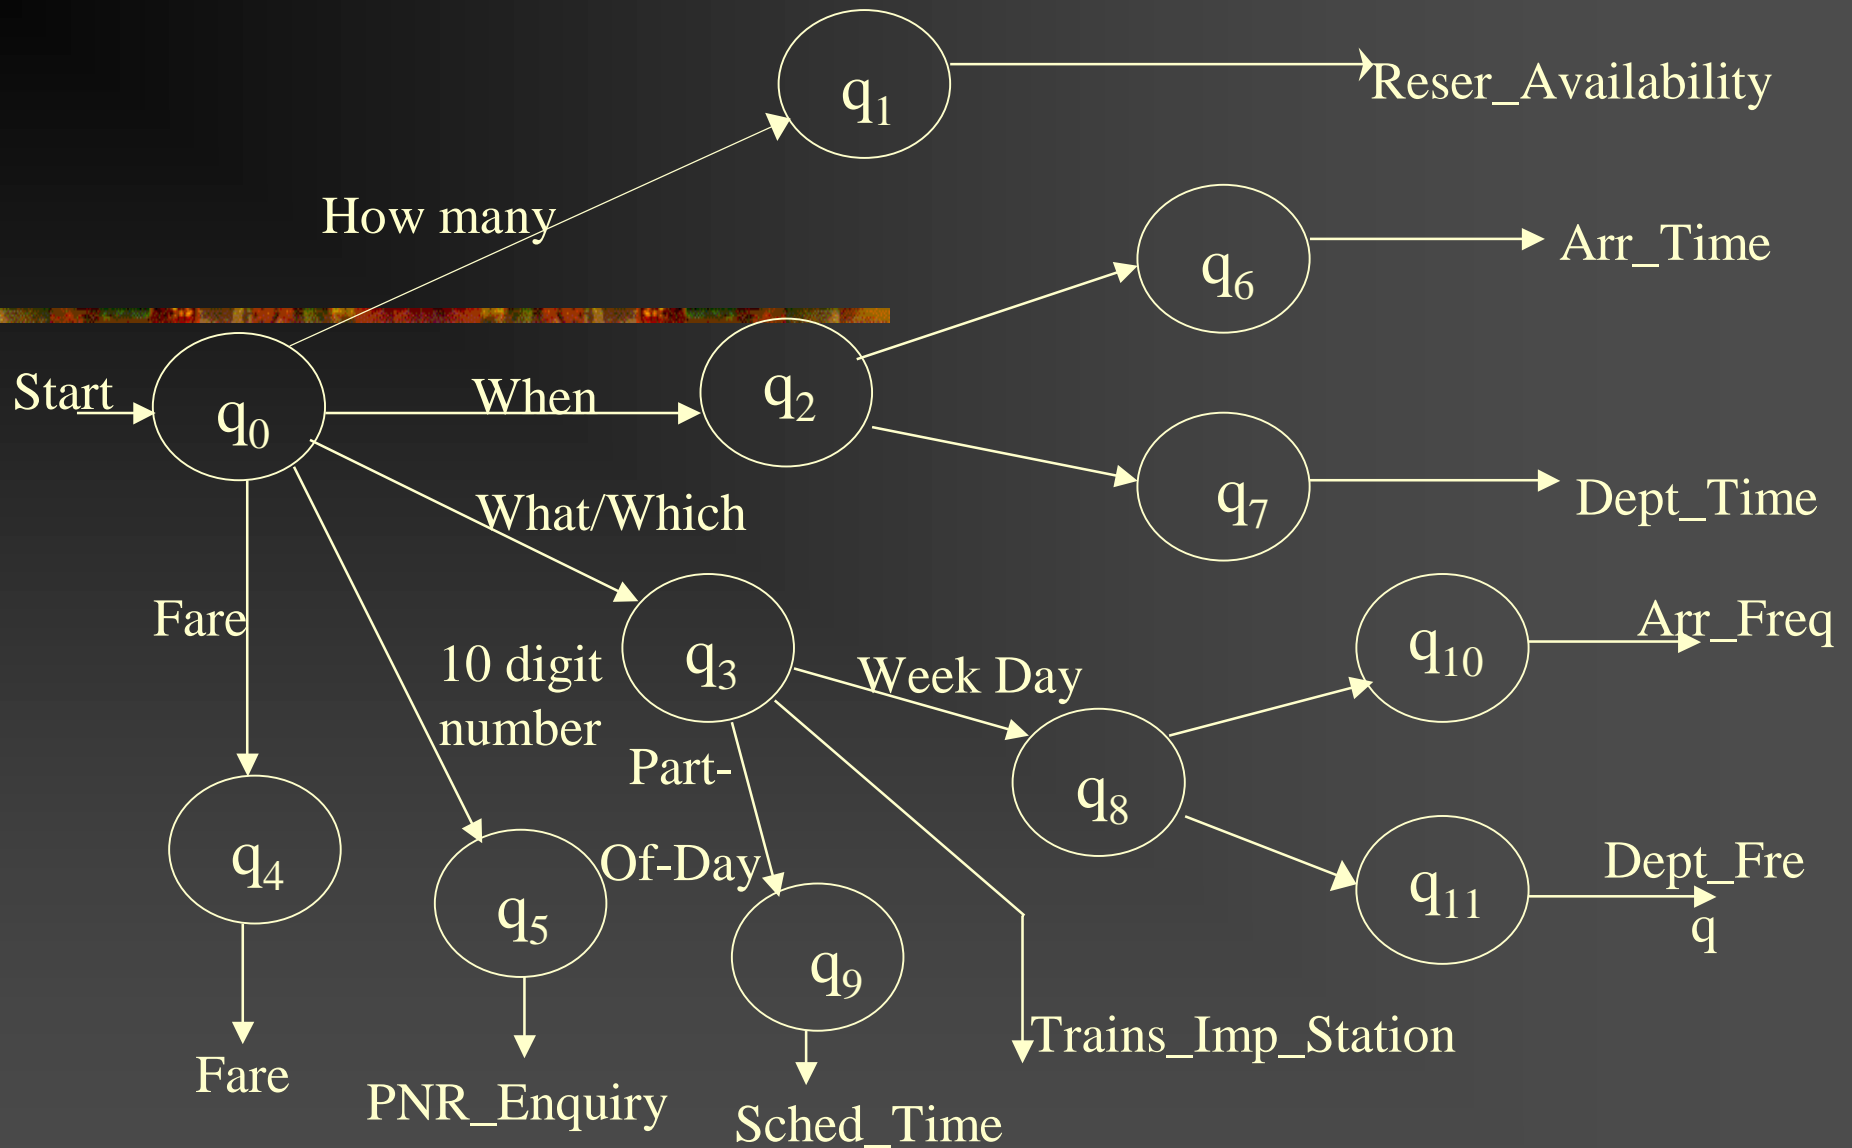 q1
Reser_Availability
How many
q6
Arr_Time
Start
q0
When
q2
What/Which
q7
Dept_Time
Fare
10 digit
number
q3
Week Day
q10
Arr_Freq
Part-
Of-Day
q8
q4
q5
q9
q11
Dept_Fre
q
Trains_Imp_Station
Fare
PNR_Enquiry
Sched_Time